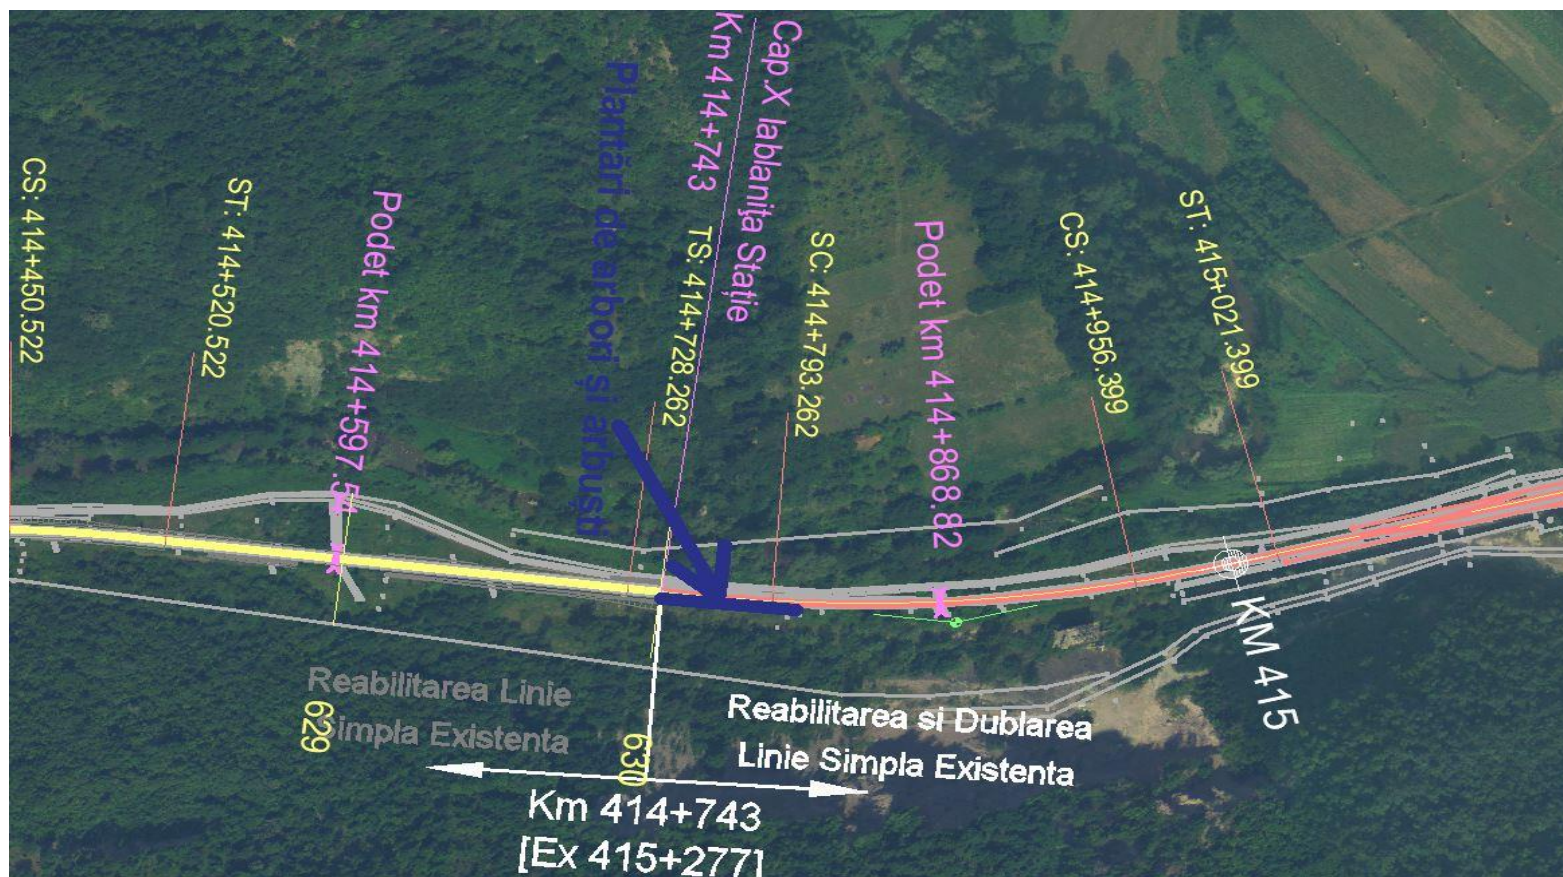 CS: 414+450.522
ST: 414+520.522
Podet km 414+597.51
Plantări de arbori și arbuști
TS: 414+728.262
Km 414+743
Cap.X Iablanița Stație
SC: 414+793.262
Podet km 414+868.82
CS: 414+956.399
ST: 415+021.399
KM 415
Reabilitarea Linie
Simpla Existenta
629
630
Reabilitarea si Dublarea
Linie Simpla Existenta
Km 414+743
[Ex 415+277]